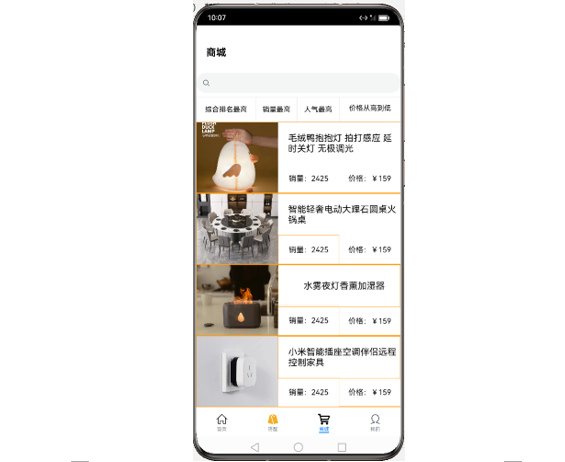 10:07
商城
综合排名最高 销量最高 人气最高 价格从高到低
毛绒鸭抱抱灯 拍打感应 延
时关灯 无极调光
销量：2425 价格：￥159
智能轻奢电动大理石圆桌火
锅桌
销量：2425 价格：￥159
水雾夜灯香薰加湿器
销量：2425 价格：￥159
小米智能插座空调伴侣远程
控制家具
销量：2425 价格：￥159
首页 商城 我的